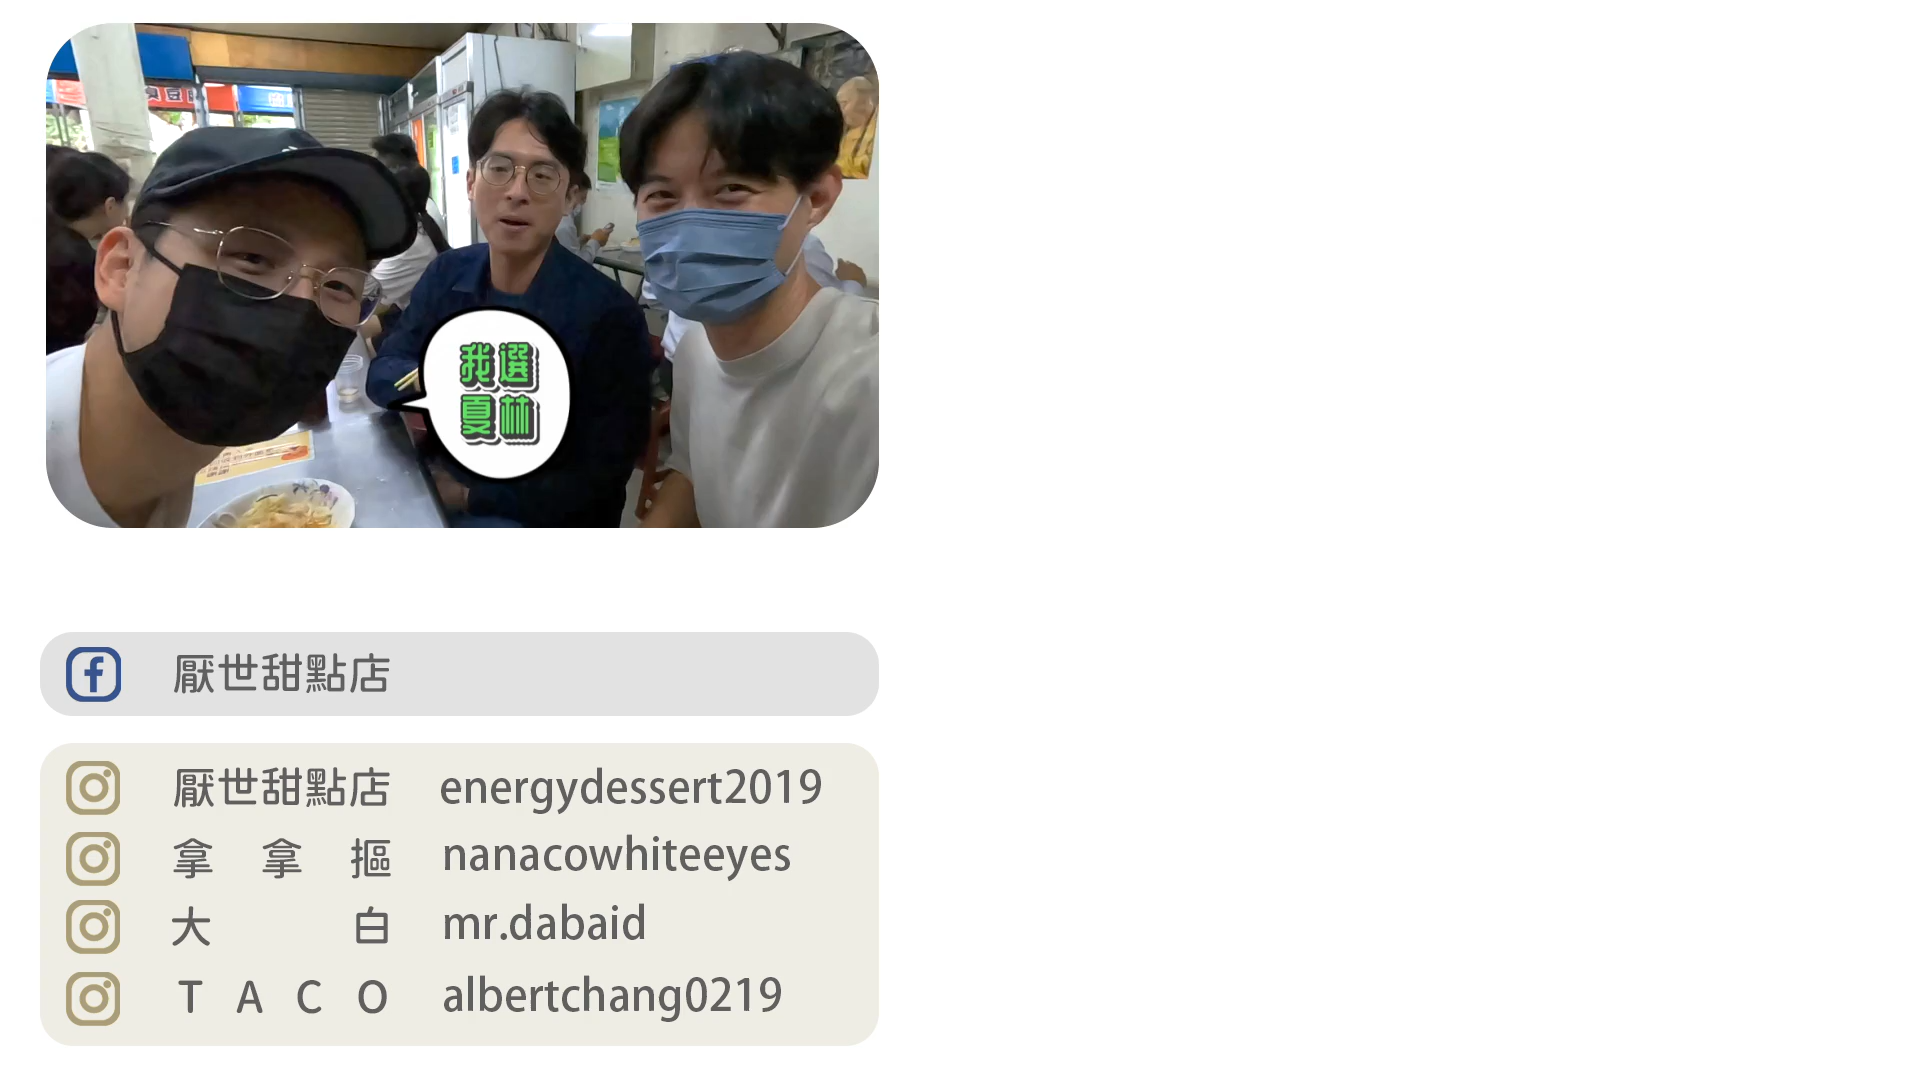 我選
夏林
厭世甜點店
厭世甜點店 energydessert2019
拿拿摳 nanacowhiteeyes
大白 mr.dabaid
TACO albertchang0219